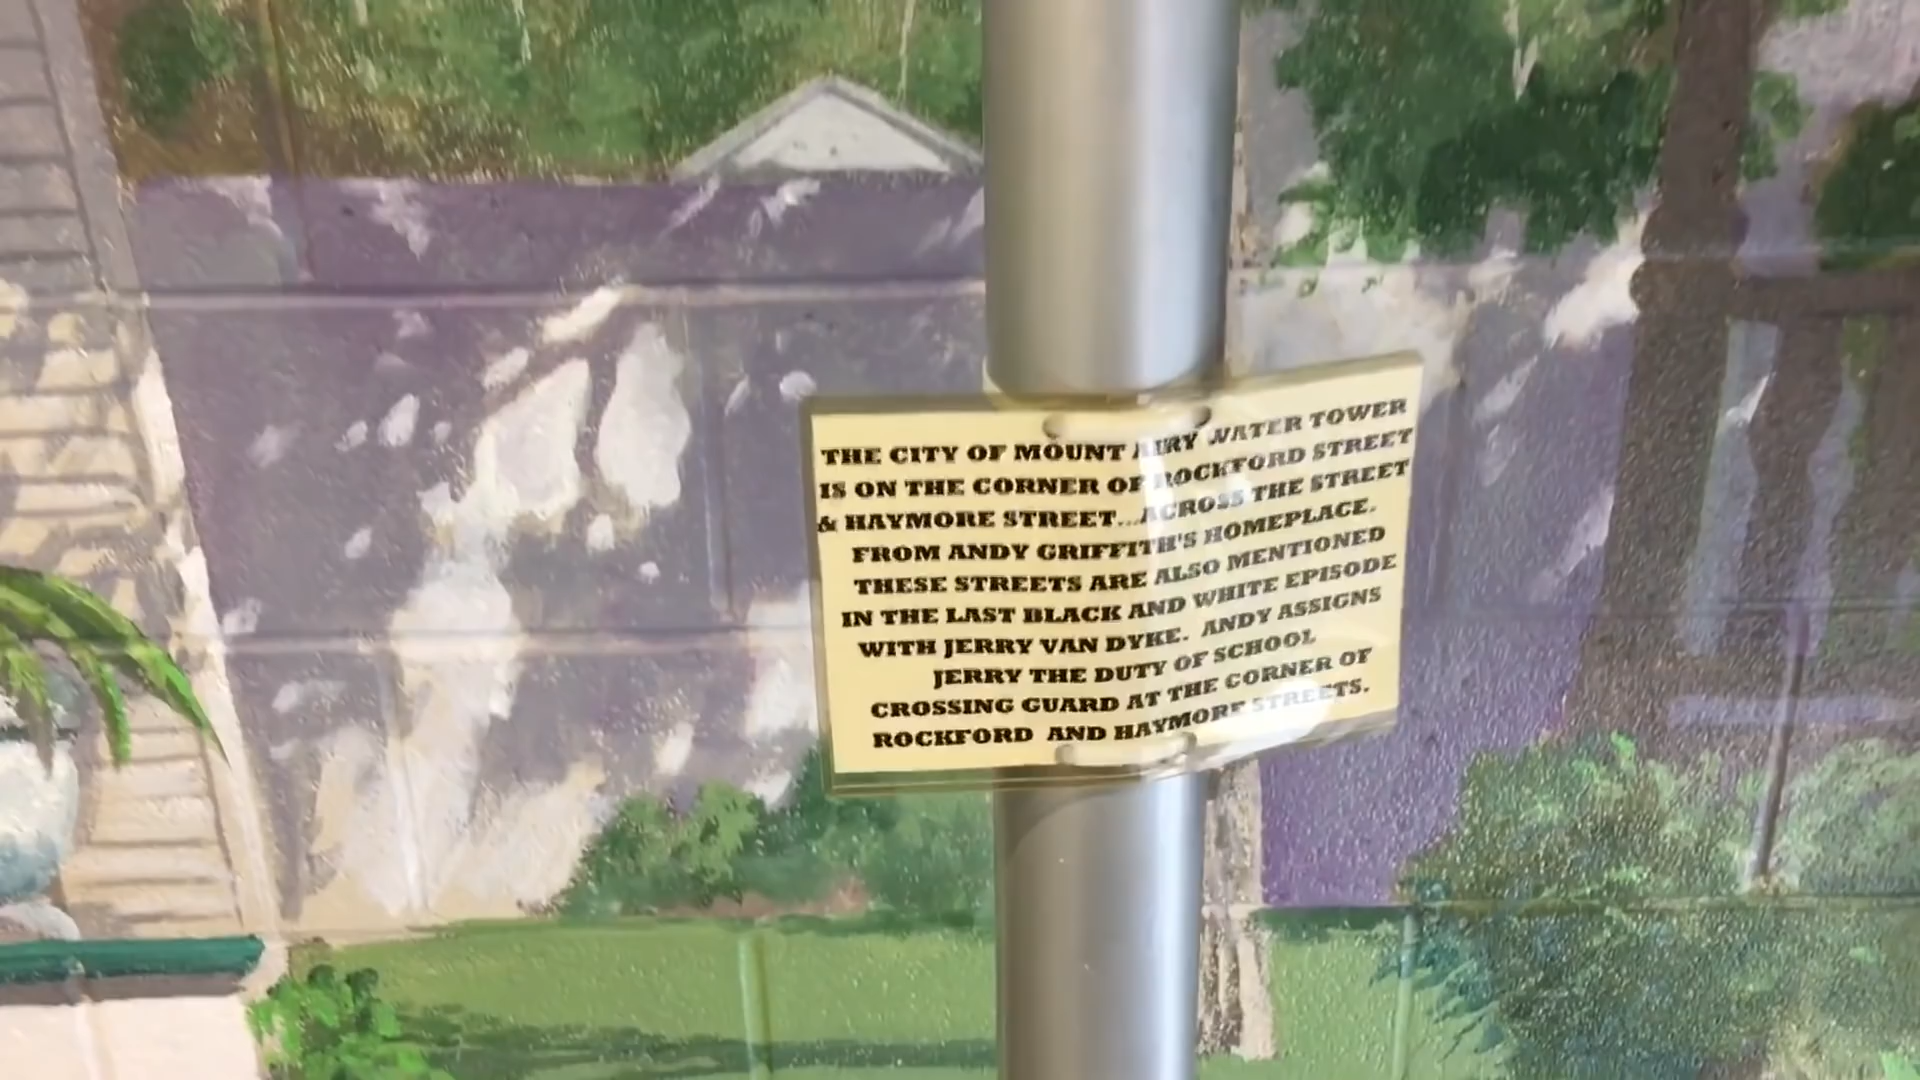 THE CITY OF MOUNT AIRY WATER TOWER
IS ON THE CORNER OF ROCKFORD STREET
& HAYMORE STREET...ACROSS THE STREET
FROM ANDY GRIFFITH'S HOMEPLACE.
THESE STREETS ARE ALSO MENTIONED
IN THE LAST BLACK AND WHITE EPISODE
WITH JERRY VAN DYKE. ANDY ASSIGNS
JERRY THE DUTY OF SCHOOL
CROSSING GUARD AT THE CORNER OF
ROCKFORD AND HAYMORE STREETS.